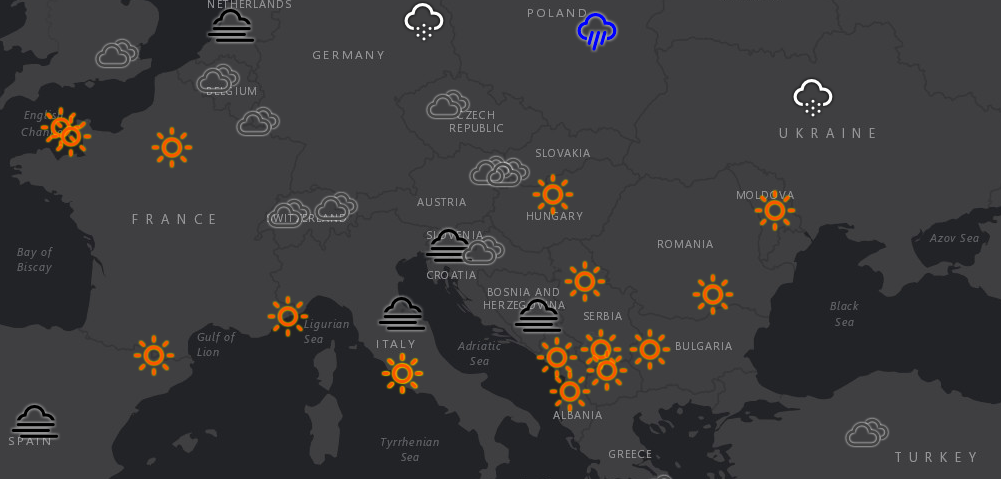 NETHERLANDS
POLAND
GERMANY
BELGIUM
English
Channel
CZECH
REPUBLIC
UKRAINE
SLOVAKIA
MOLDOVA
AUSTRIA
HUNGARY
FRANCE
SWITZERLAND
SLOVENIA
ROMANIA
Azov Sea
Bay of
Biscay
CROATIA
BOSNIA AND
HERZEGOVINA
SERBIA
Black
Sea
Ligurian
Sea
Gulf of
Lion
ITALY
Adriatic
Sea
BULGARIA
ALBANIA
SPAIN
Tyrrhenian
Sea
GREECE
TURKEY